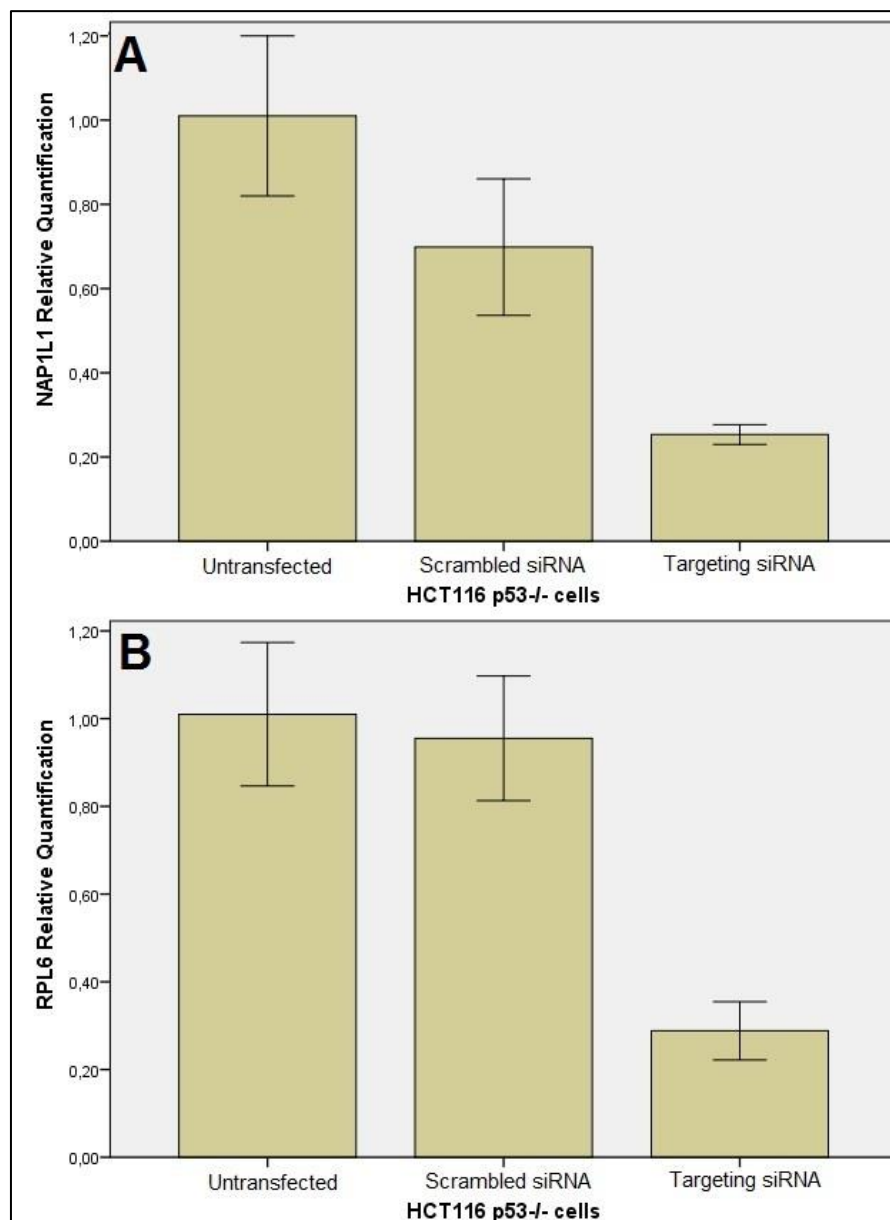 A
NAP1L1 Relative Quantification
1,20
1,00
0,80
0,60
0,40
0,20
0,00
Untransfected Scrambled siRNA Targeting siRNA
HCT116 p53-/- cells
B
RPL6 Relative Quantification
1,20
1,00
0,80
0,60
0,40
0,20
0,00
Untransfected Scrambled siRNA Targeting siRNA
HCT116 p53-/- cells